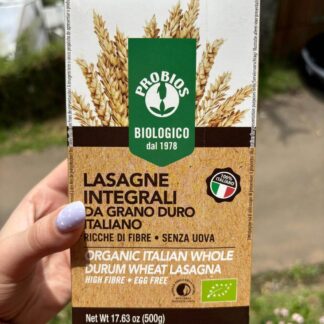 PROBIOS
BIOLOGICO
dal 1978
LASAGNE
INTEGRALI
DA GRANO DURO
ITALIANO
RICCHE DI FIBRE • SENZA UOVA
ORGANIC ITALIAN WHOLE
DURUM WHEAT LASAGNA
HIGH FIBRE • EGG FREE
Net Wt 17.63 oz (500g)